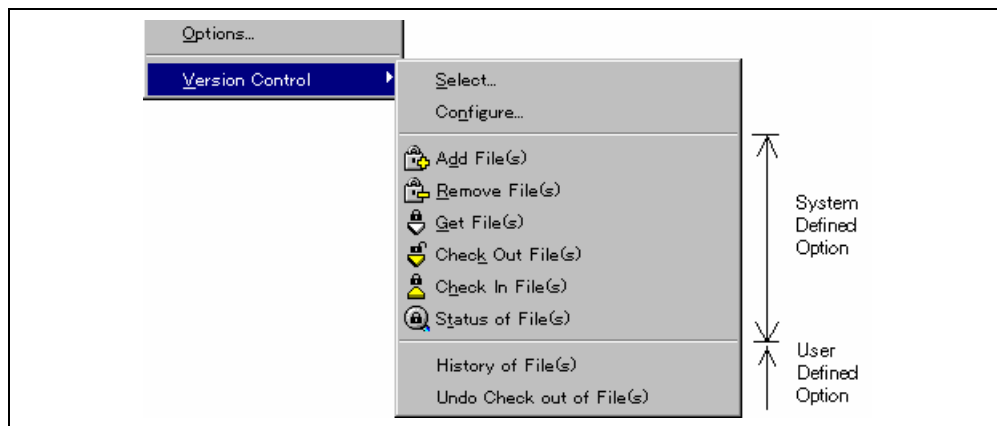 Options...
Version Control
Select...
Configure...
Add File(s)
Remove File(s)
Get File(s)
Check Out File(s)
Check In File(s)
Status of File(s)
History of File(s)
Undo Check out of File(s)
System
Defined
Option
User
Defined
Option